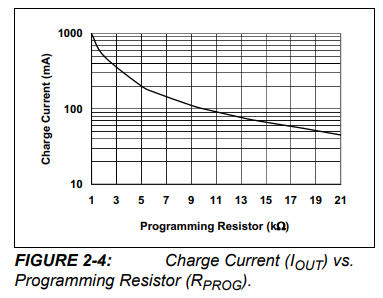 1000
100
10
Charge Current (mA)
1 3 5 7 9 11 13 15 17 19 21
Programming Resistor (kΩ)
FIGURE 2-4: Charge Current (IOUT) vs.
Programming Resistor (RPROG).